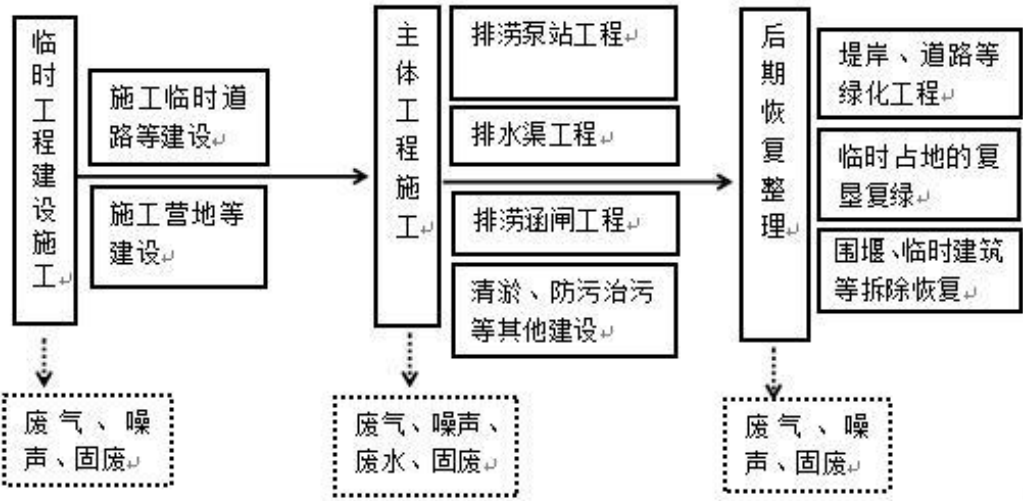 临时工程建设施工
施工临时道
路等建设
施工营地等
建设
主体工程施工
排涝泵站工程
排水渠工程
排涝涵闸工程
清淤、防污治污
等其他建设
后期恢复整理
堤岸、道路等
绿化工程
临时占地的复
垦复绿
围堰、临时建筑
等拆除恢复
废气、噪
声、固废
废气、噪声、
废水、固废
废气、噪
声、固废